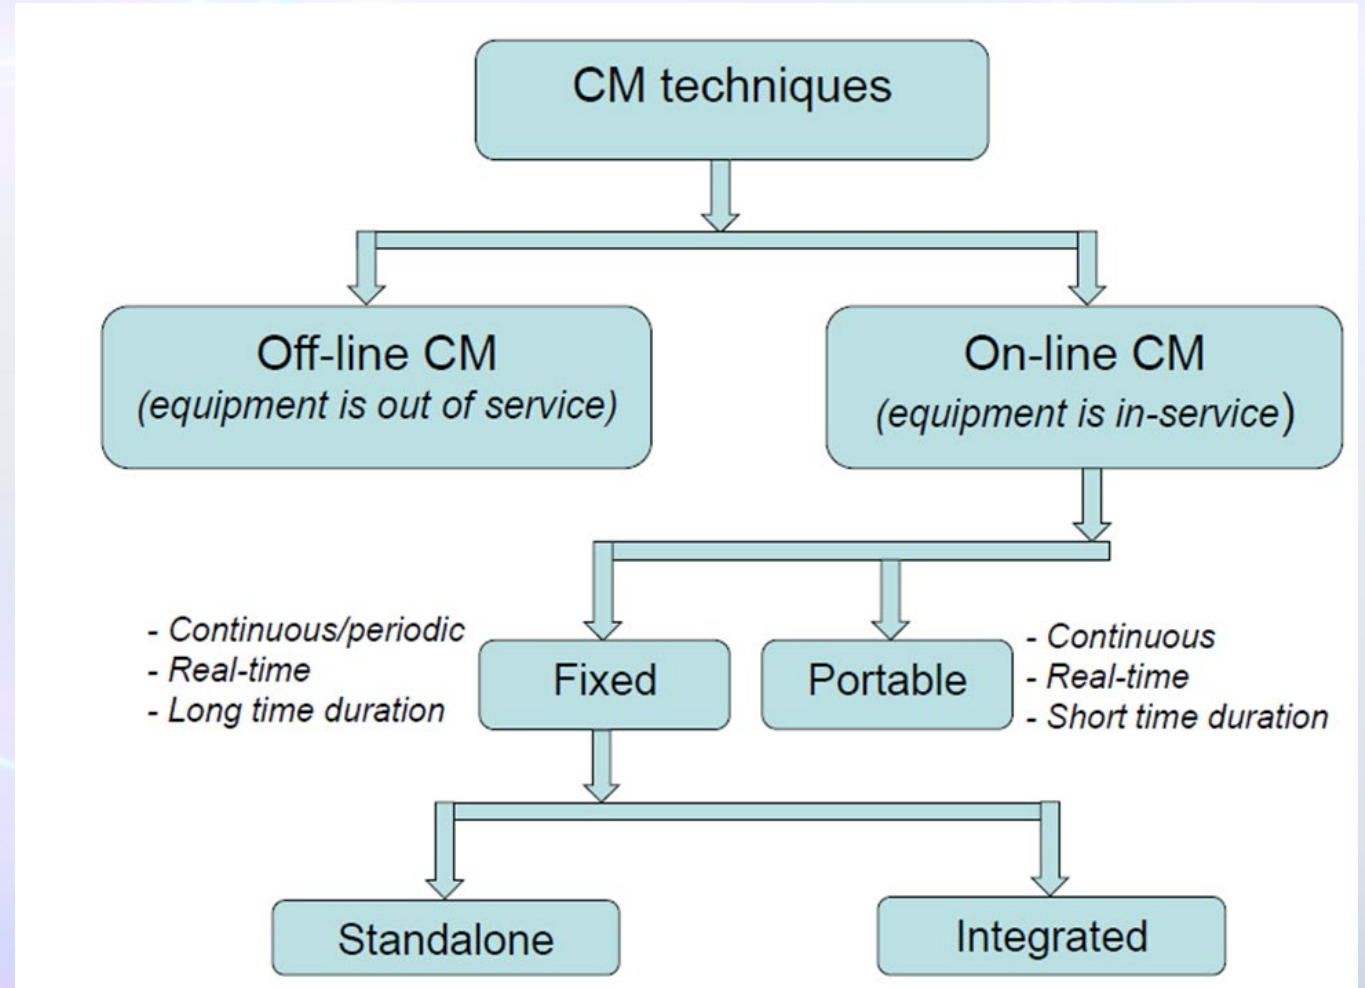 CM techniques
Off-line CM
(equipment is out of service)
On-line CM
(equipment is in-service)
- Continuous/periodic
- Real-time
- Long time duration
Fixed
Portable
- Continuous
- Real-time
- Short time duration
Standalone
Integrated